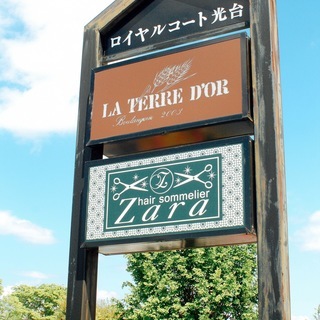 ロイヤルコート光台
LA TERRE D'OR
Boulangerie 2003
Z
hair sommelier
Zara